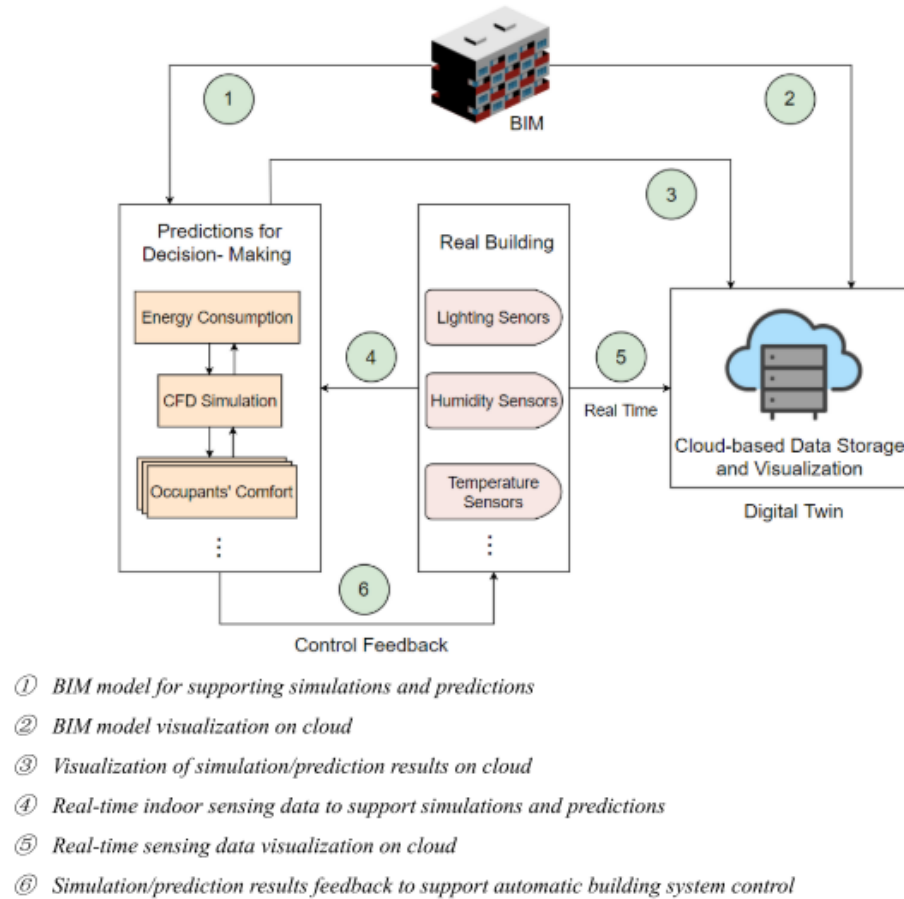 BIM
1
2
3
Predictions for
Decision- Making
Energy Consumption
CFD Simulation
Occupants' Comfort
Real Building
Lighting Senors
Humidity Sensors
Temperature
Sensors
4
5
Real Time
Cloud-based Data Storage
and Visualization
Digital Twin
6
Control Feedback
① BIM model for supporting simulations and predictions
② BIM model visualization on cloud
③ Visualization of simulation/prediction results on cloud
④ Real-time indoor sensing data to support simulations and predictions
⑤ Real-time sensing data visualization on cloud
⑥ Simulation/prediction results feedback to support automatic building system control